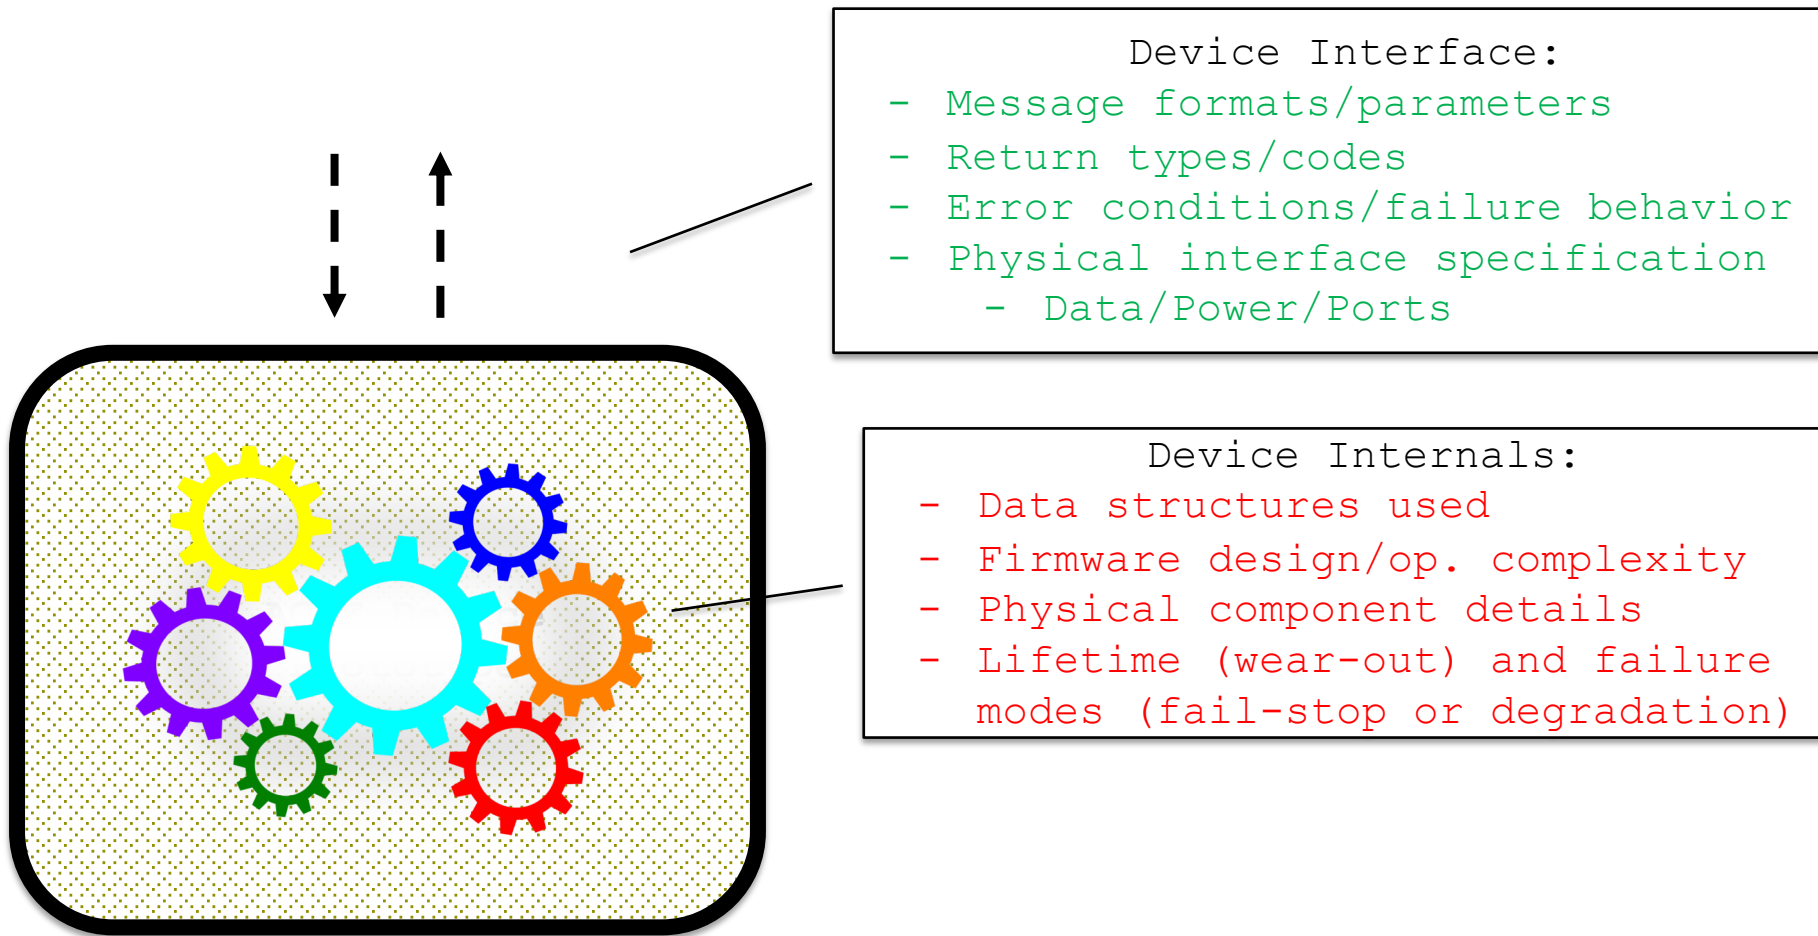 Device Interface:
- Message formats/parameters
- Return types/codes
- Error conditions/failure behavior
- Physical interface specification
- Data/Power/Ports
Device Internals:
- Data structures used
- Firmware design/op. complexity
- Physical component details
- Lifetime (wear-out) and failure
modes (fail-stop or degradation)